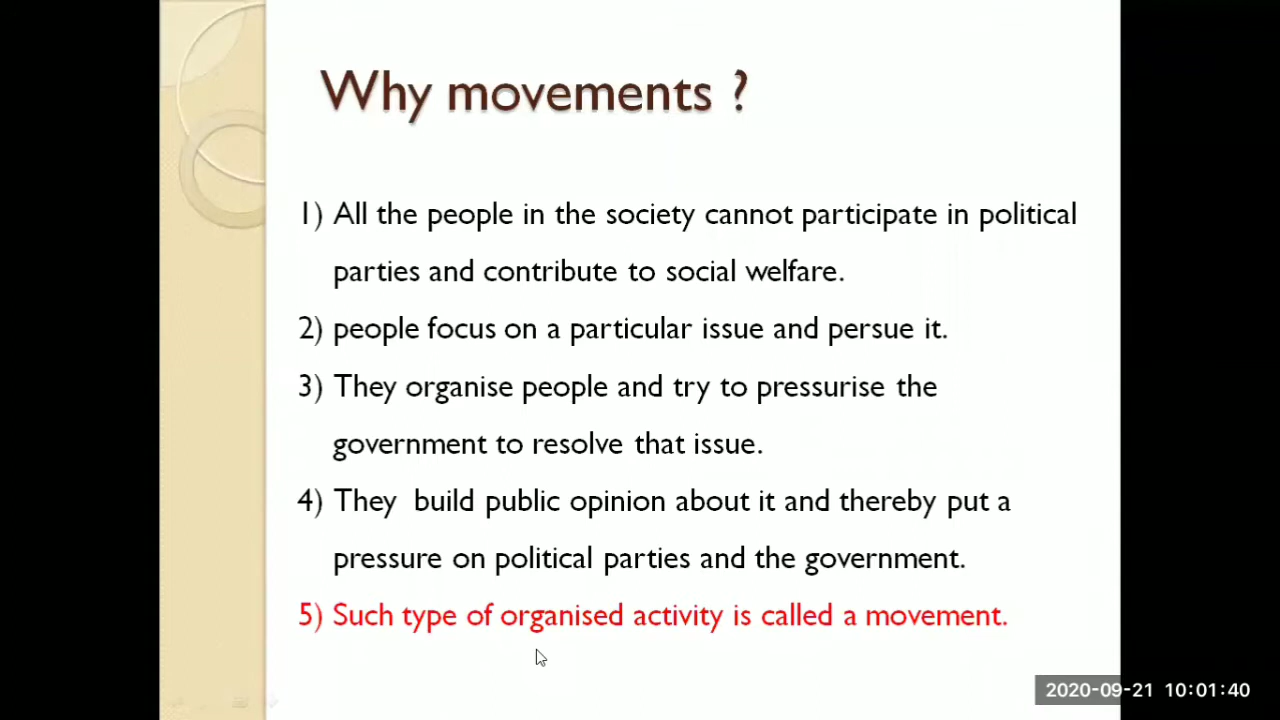 Why movements ?
1) All the people in the society cannot participate in political
parties and contribute to social welfare.
2) people focus on a particular issue and persue it.
3) They organise people and try to pressurise the
government to resolve that issue.
4) They build public opinion about it and thereby put a
pressure on political parties and the government.
5) Such type of organised activity is called a movement.
2020-09-21 10:01:40